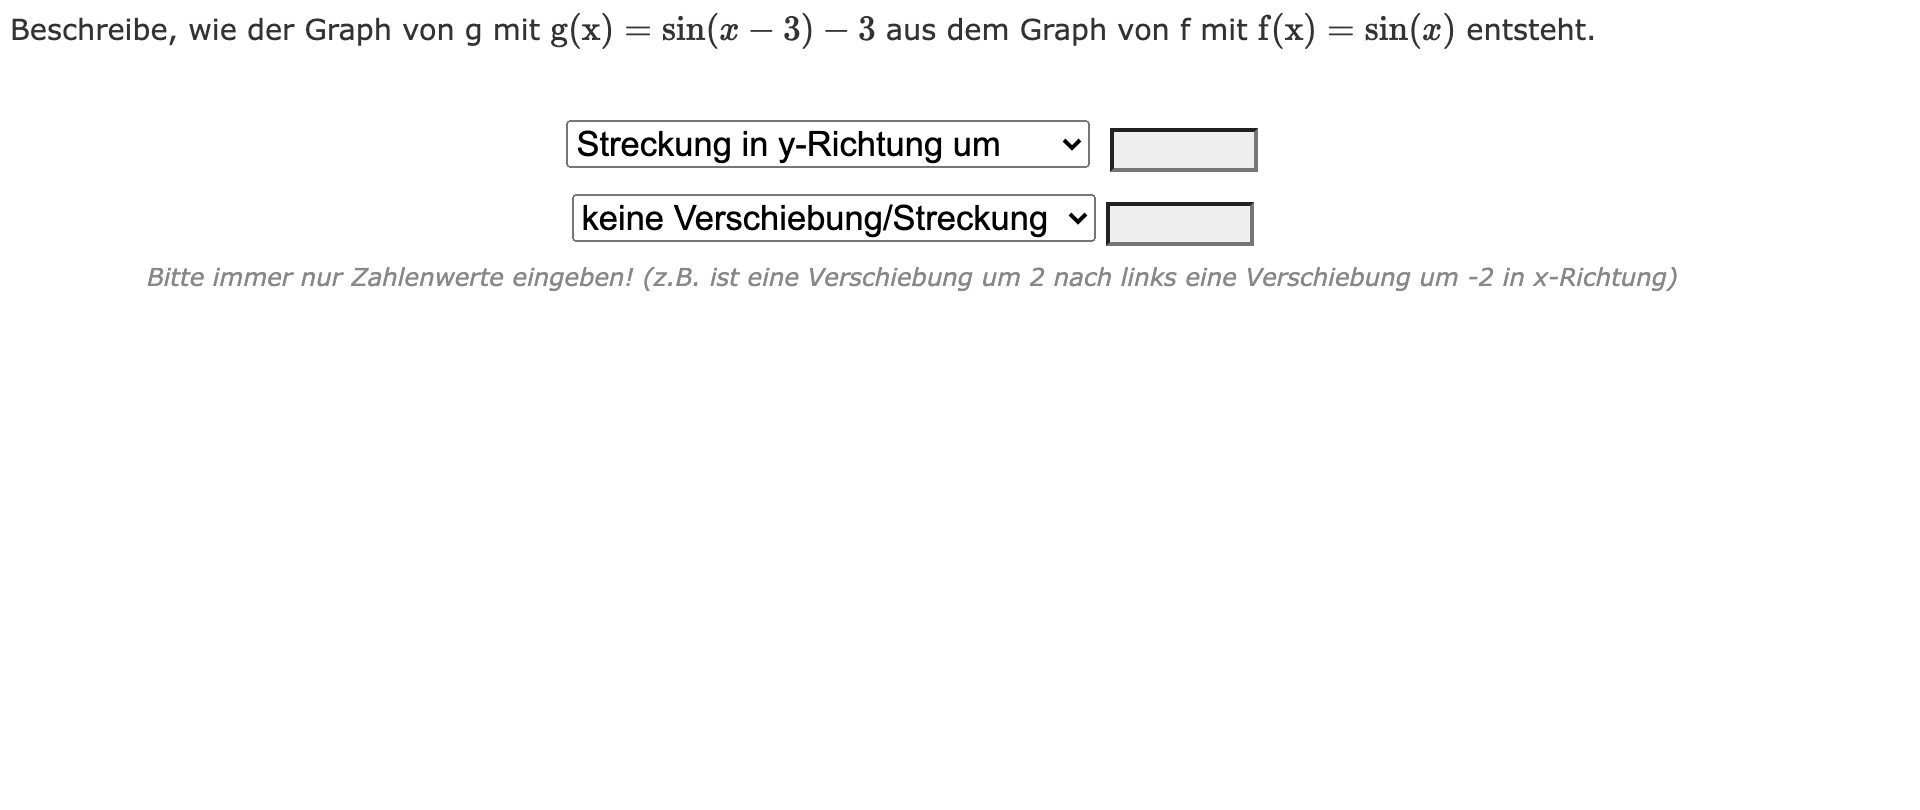 Beschreibe, wie der Graph von g mit g(x) = sin(x − 3) − 3 aus dem Graph von f mit f(x) = sin(x) entsteht.
Streckung in y-Richtung um
keine Verschiebung/Streckung
Bitte immer nur Zahlenwerte eingeben! (z.B. ist eine Verschiebung um 2 nach links eine Verschiebung um -2 in x-Richtung)